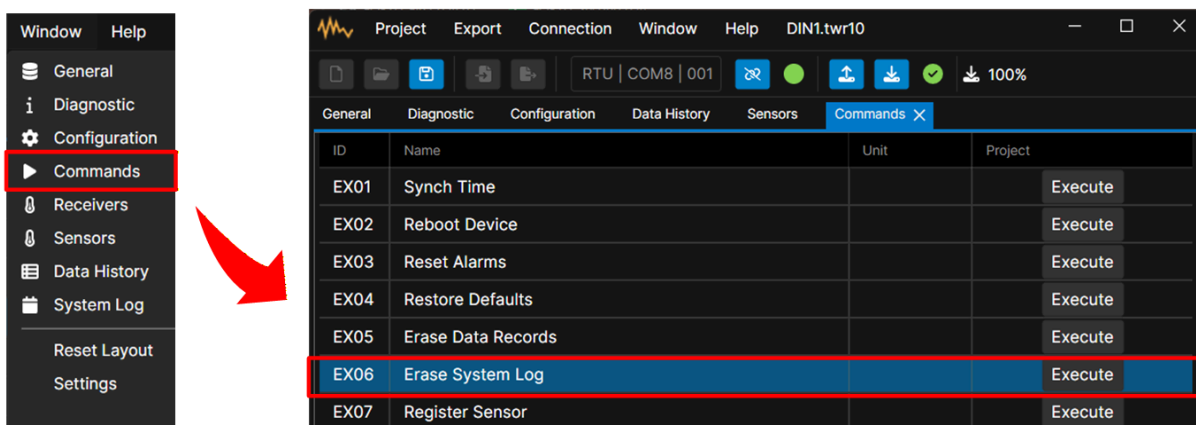 Window Help
General
Diagnostic
Configuration
Commands
Receivers
Sensors
Data History
System Log
Reset Layout
Settings
Project Export Connection Window Help DIN1.twr10
RTU | COM8 | 001 100%
General Diagnostic Configuration Data History Sensors Commands
ID Name Unit Project
EX01 Synch Time Execute
EX02 Reboot Device Execute
EX03 Reset Alarms Execute
EX04 Restore Defaults Execute
EX05 Erase Data Records Execute
EX06 Erase System Log Execute
EX07 Register Sensor Execute